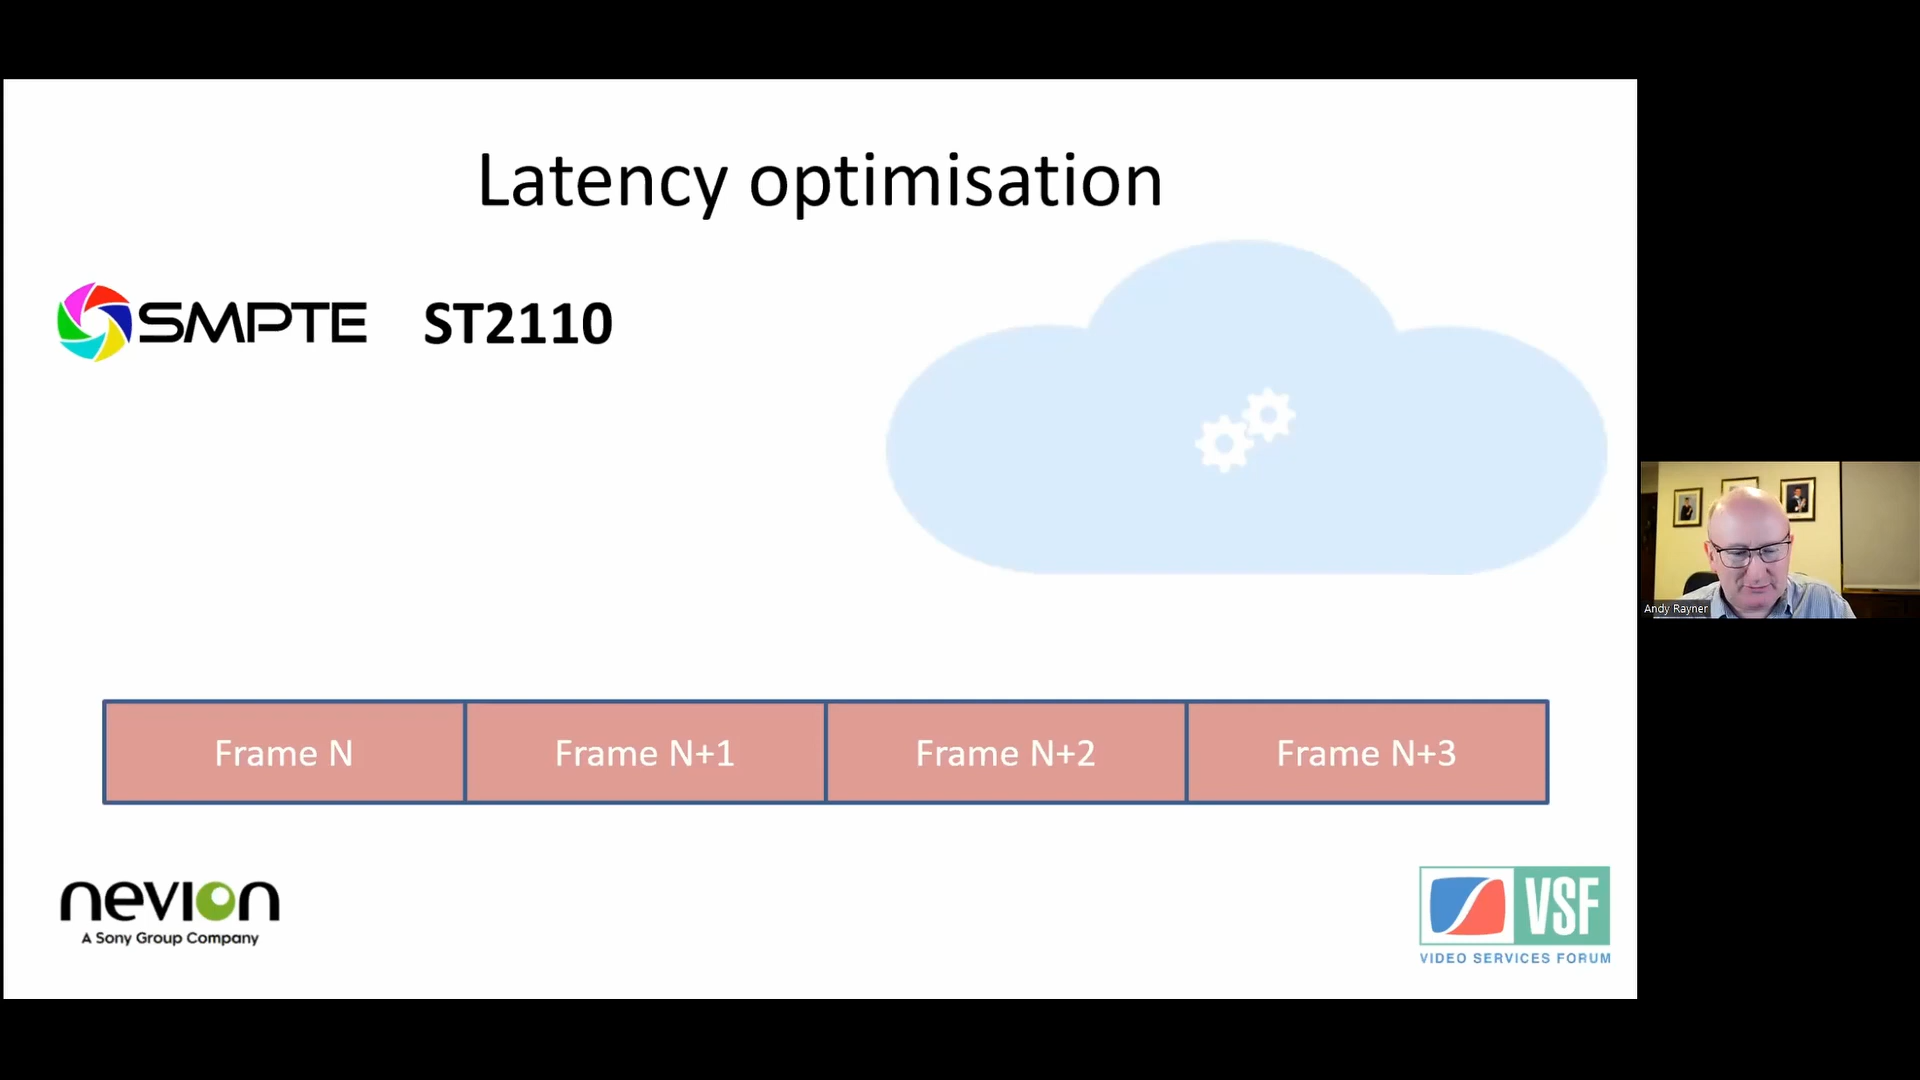 Latency optimisation
SMPTE ST2110
Frame N Frame N+1 Frame N+2 Frame N+3
nevion
A Sony Group Company
VSF
VIDEO SERVICES FORUM
Andy Rayner